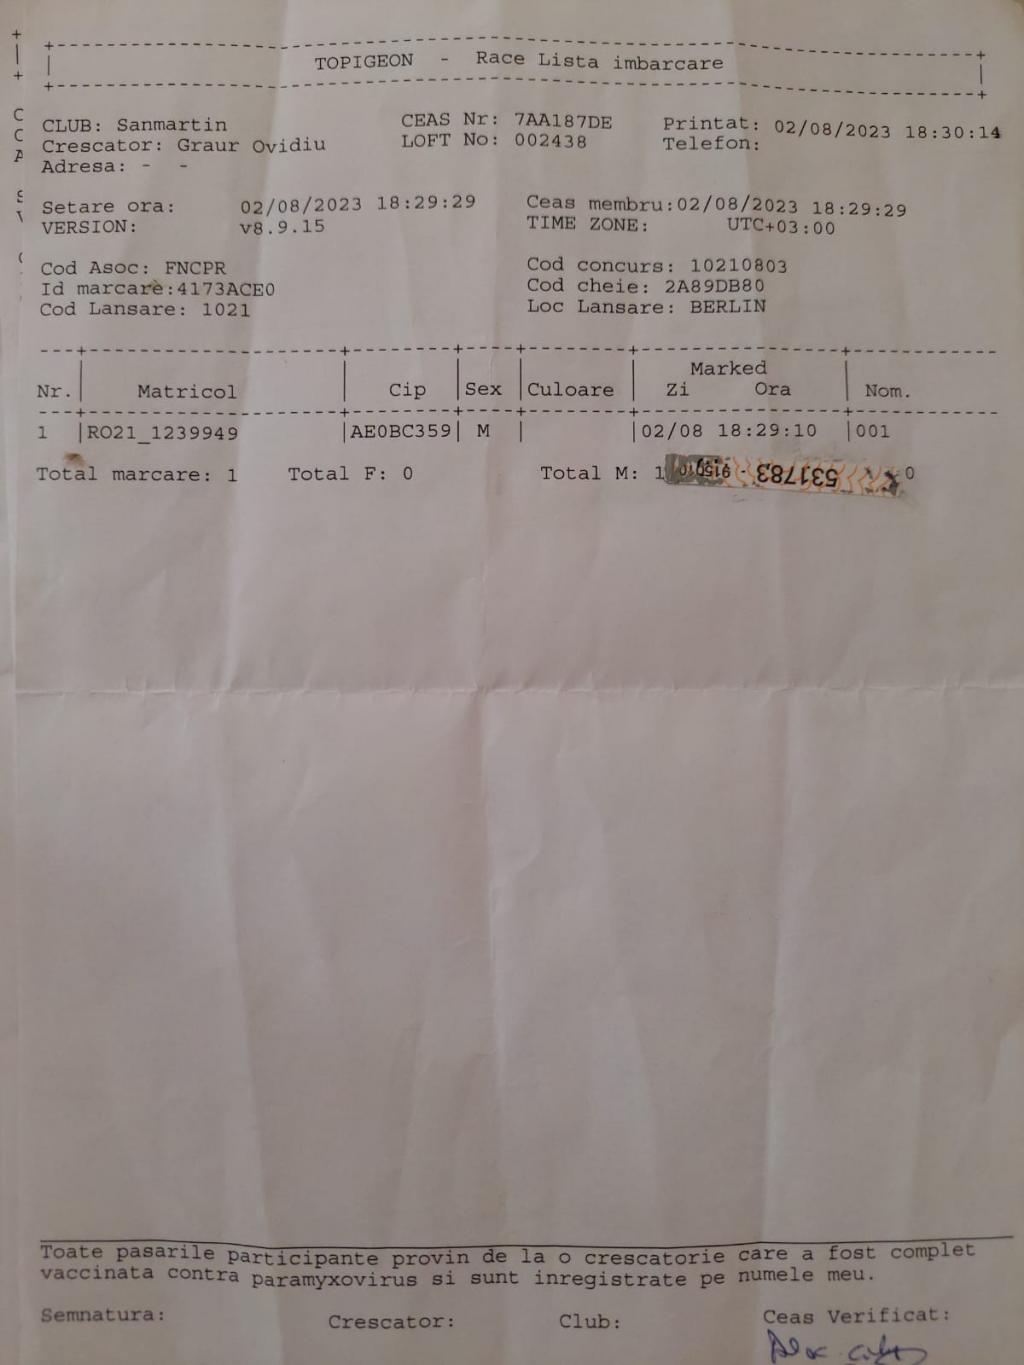 TOPIGEON - Race Lista imbarcare
CLUB: Sanmartin CEAS Nr: 7AA187DE Printat: 02/08/2023 18:30:14
Crescator: Graur Ovidiu LOFT No: 002438 Telefon:
Adresa: - -
Setare ora: 02/08/2023 18:29:29 Ceas membru:02/08/2023 18:29:29
VERSION: v8.9.15 TIME ZONE: UTC+03:00
Cod Asoc: FNCPR Cod concurs: 10210803
Id marcare:4173ACE0 Cod cheie: 2A89DB80
Cod Lansare: 1021 Loc Lansare: BERLIN
Marked
Nr. Matricol Cip Sex Culoare Zi Ora Nom.
1 RO21_1239949 AE0BC359 M 02/08 18:29:10 001
Total marcare: 1 Total F: 0 Total M: 1 0
531783
Toate pasarile participante provin de la o crescatorie care a fost complet
vaccinata contra paramyxovirus si sunt inregistrate pe numele meu.
Semnatura: Crescator: Club: Ceas Verificat: